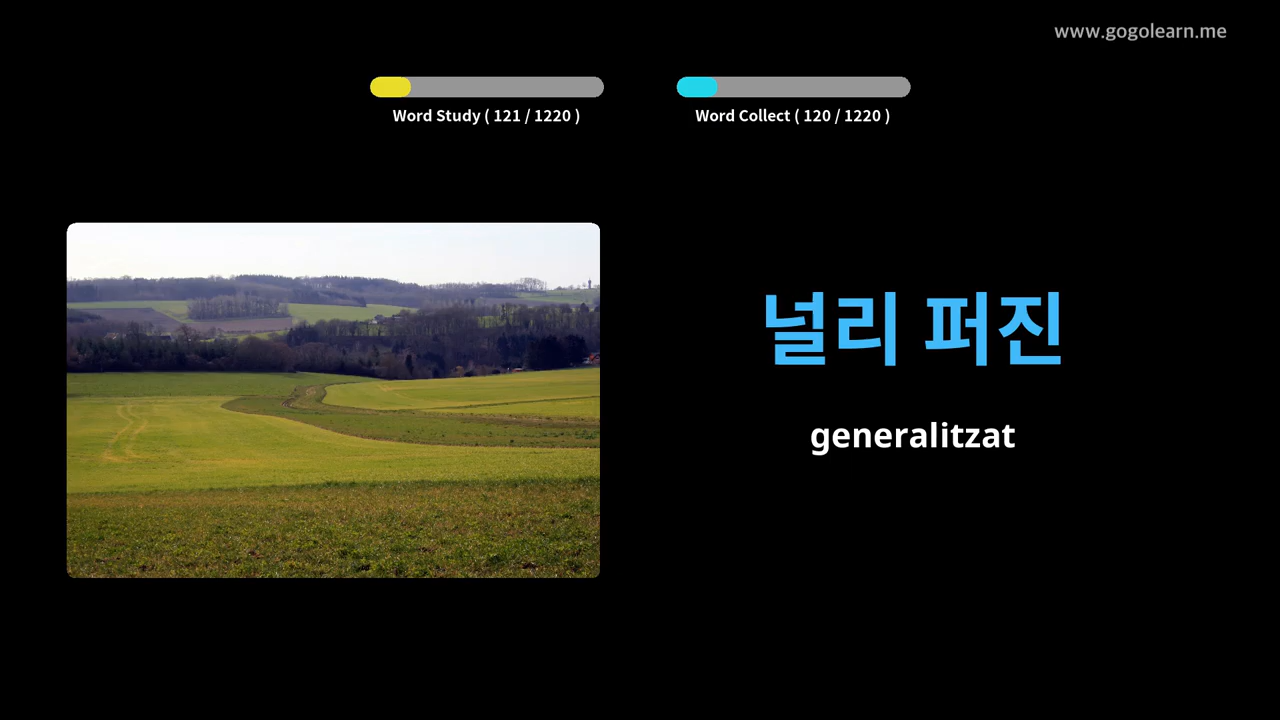 www.gogolearn.me
Word Study ( 121 / 1220 )
Word Collect ( 120 / 1220 )
널리 퍼진
generalitzat